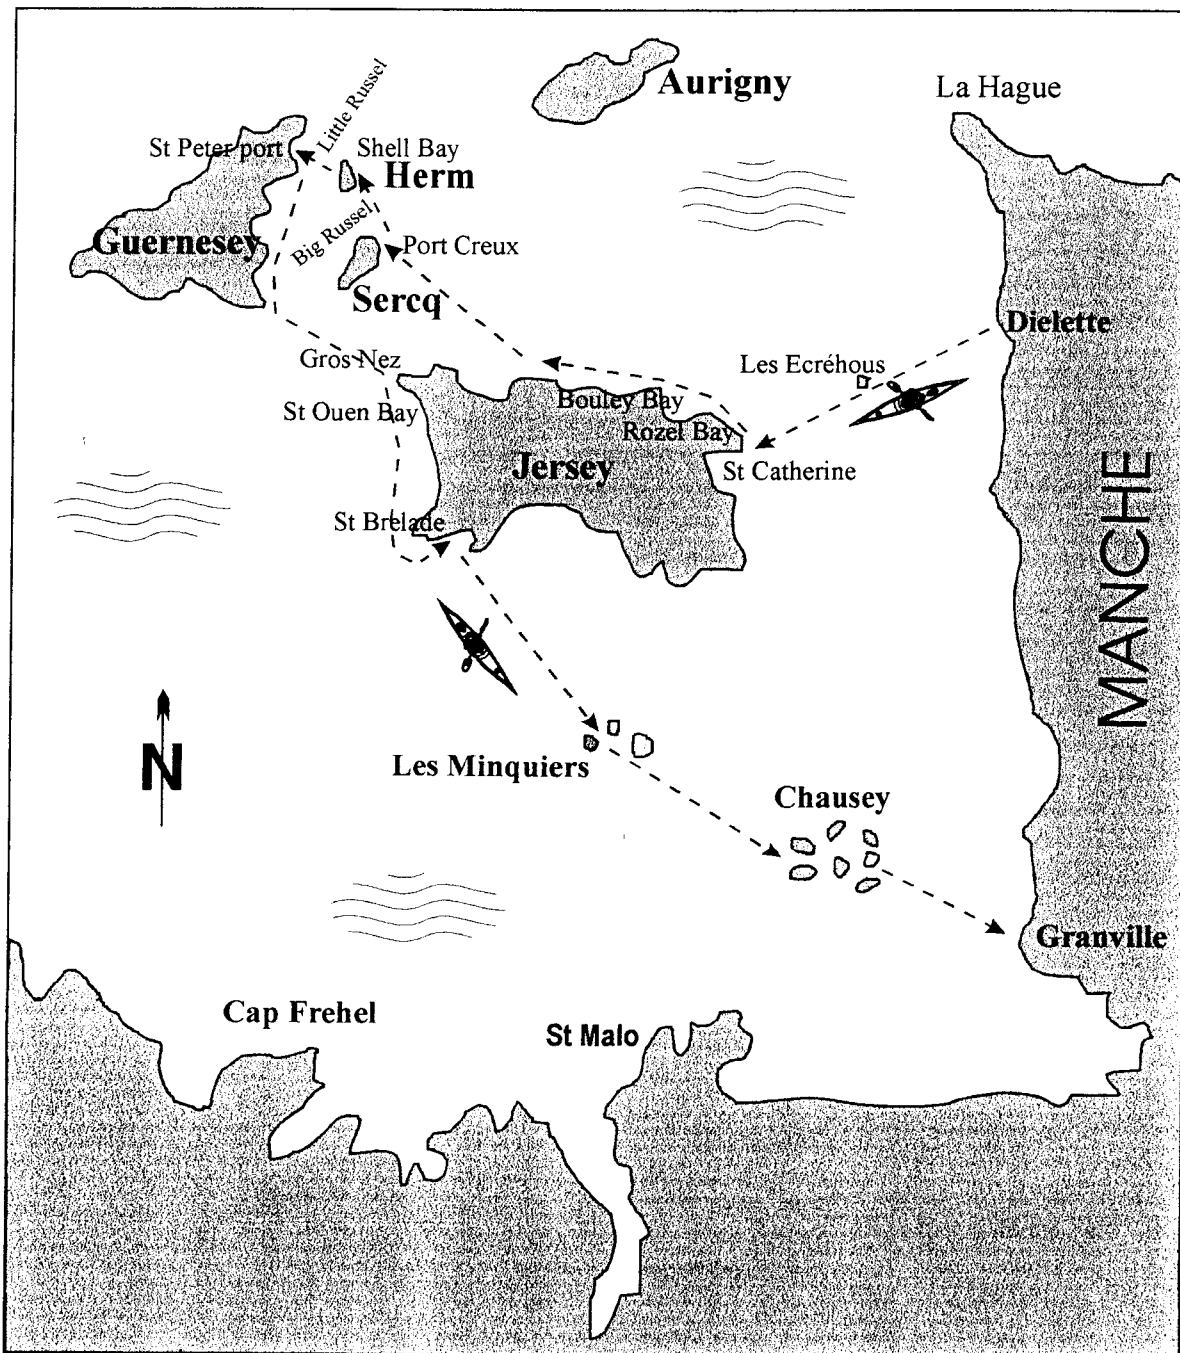 Aurigny
La Hague
Little Russel
St Peter port
Shell Bay
Herm
Big Russel
Guernesey
Port Creux
Sercq
Dielette
Gros Nez
Les Ecréhous
St Ouen Bay
Bouley Bay
Rozel Bay
Jersey
St Catherine
St Brelade
MANCHE
N
Les Minquiers
Chausey
Granville
Cap Frehel
St Malo